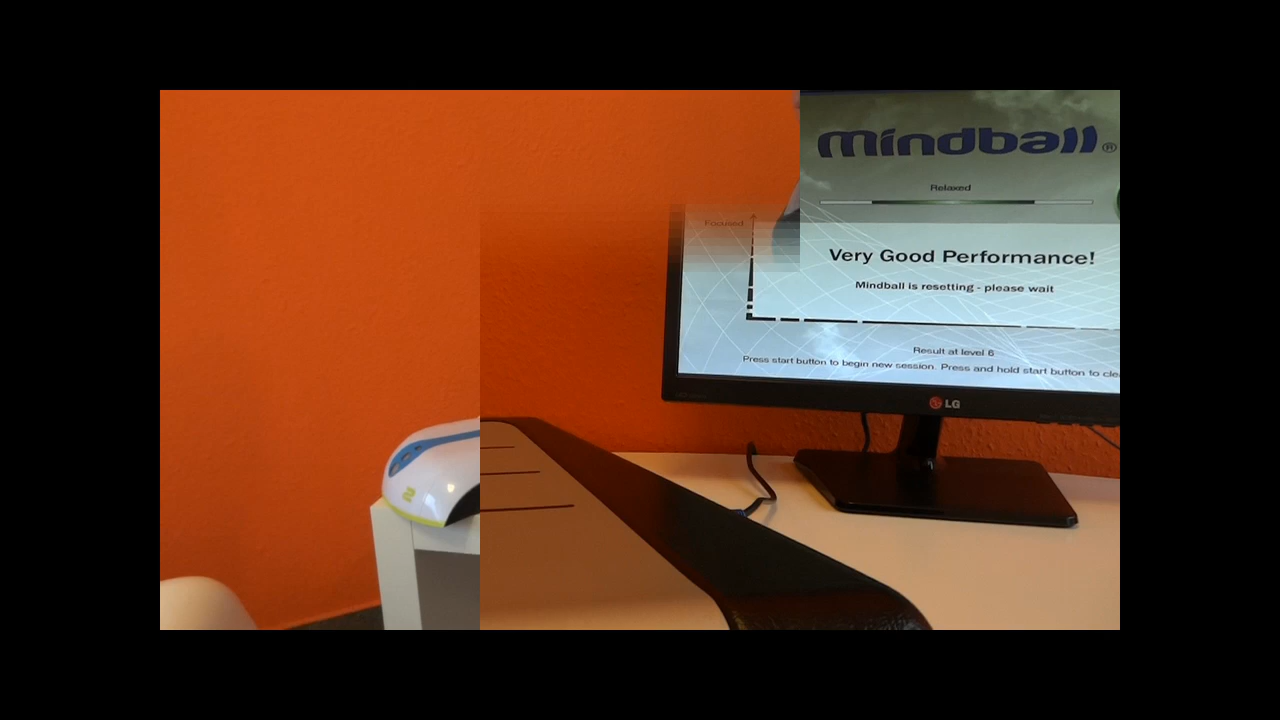 mindball®
Relaxed
Focused
Very Good Performance!
Mindball is resetting - please wait
Result at level 6
Press start button to begin new session. Press and hold start button to
LG
2